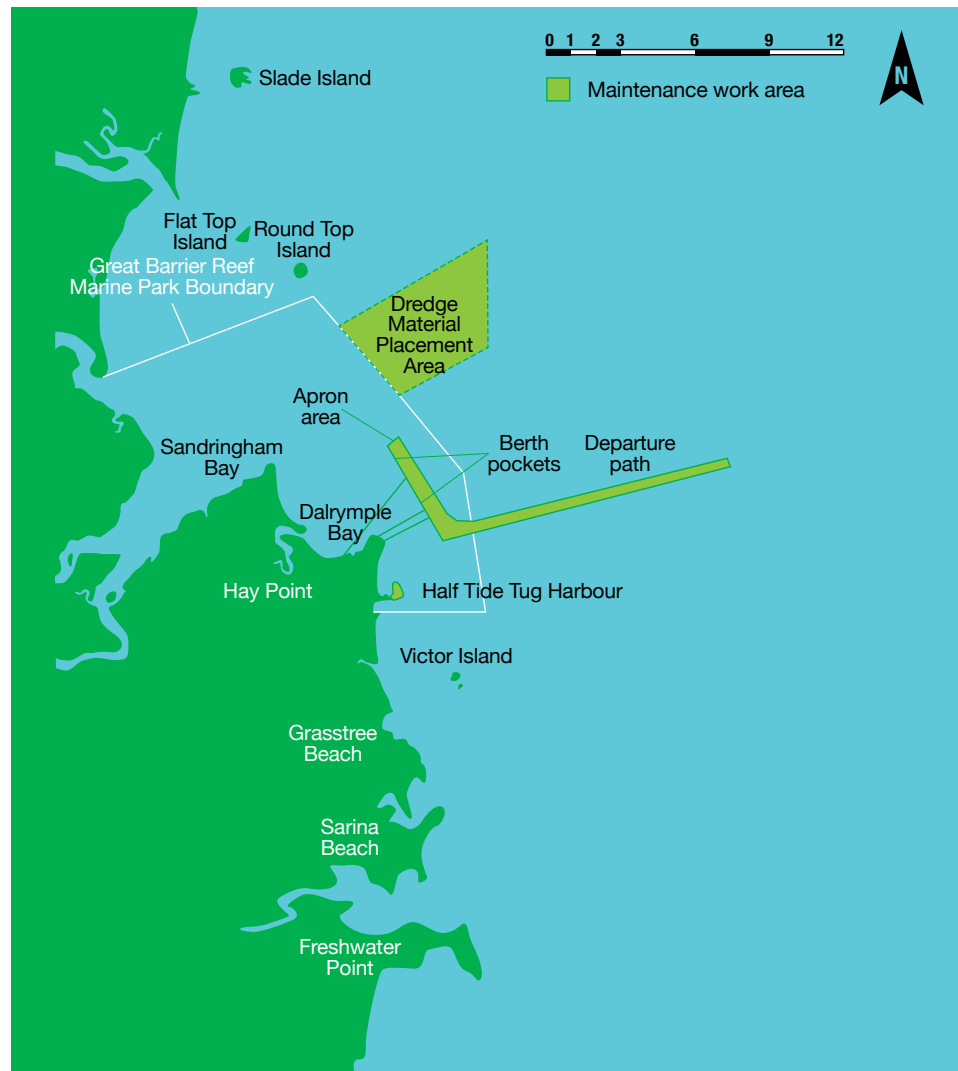 0 1 2 3 6 9 12
N
Maintenance work area
Slade Island
Flat Top
Island
Round Top
Island
Great Barrier Reef
Marine Park Boundary
Dredge
Material
Placement
Area
Apron
area
Sandringham
Bay
Berth
pockets
Departure
path
Dalrymple
Bay
Hay Point
Half Tide Tug Harbour
Victor Island
Grasstree
Beach
Sarina
Beach
Freshwater
Point